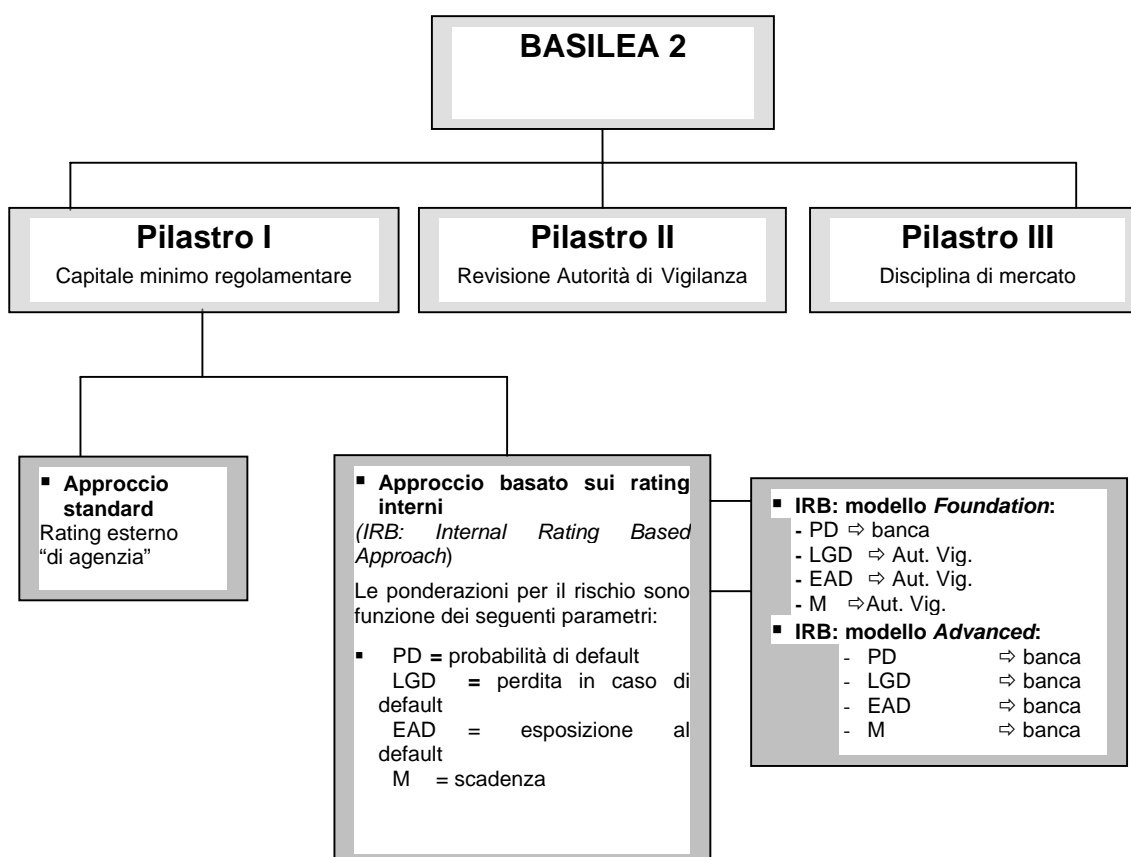 BASILEA 2
Pilastro I
Capitale minimo regolamentare
Pilastro II
Revisione Autorità di Vigilanza
Pilastro III
Disciplina di mercato
▪ Approccio
standard
Rating esterno
“di agenzia”
▪ Approccio basato sui rating
interni
(IRB: Internal Rating Based
Approach)
Le ponderazioni per il rischio sono
funzione dei seguenti parametri:
▪ PD = probabilità di default
LGD = perdita in caso di
default
EAD = esposizione al
default
M = scadenza
▪ IRB: modello Foundation:
- PD ⇨ banca
- LGD ⇨ Aut. Vig.
- EAD ⇨ Aut. Vig.
- M ⇨Aut. Vig.
▪ IRB: modello Advanced:
- PD ⇨ banca
- LGD ⇨ banca
- EAD ⇨ banca
- M ⇨ banca